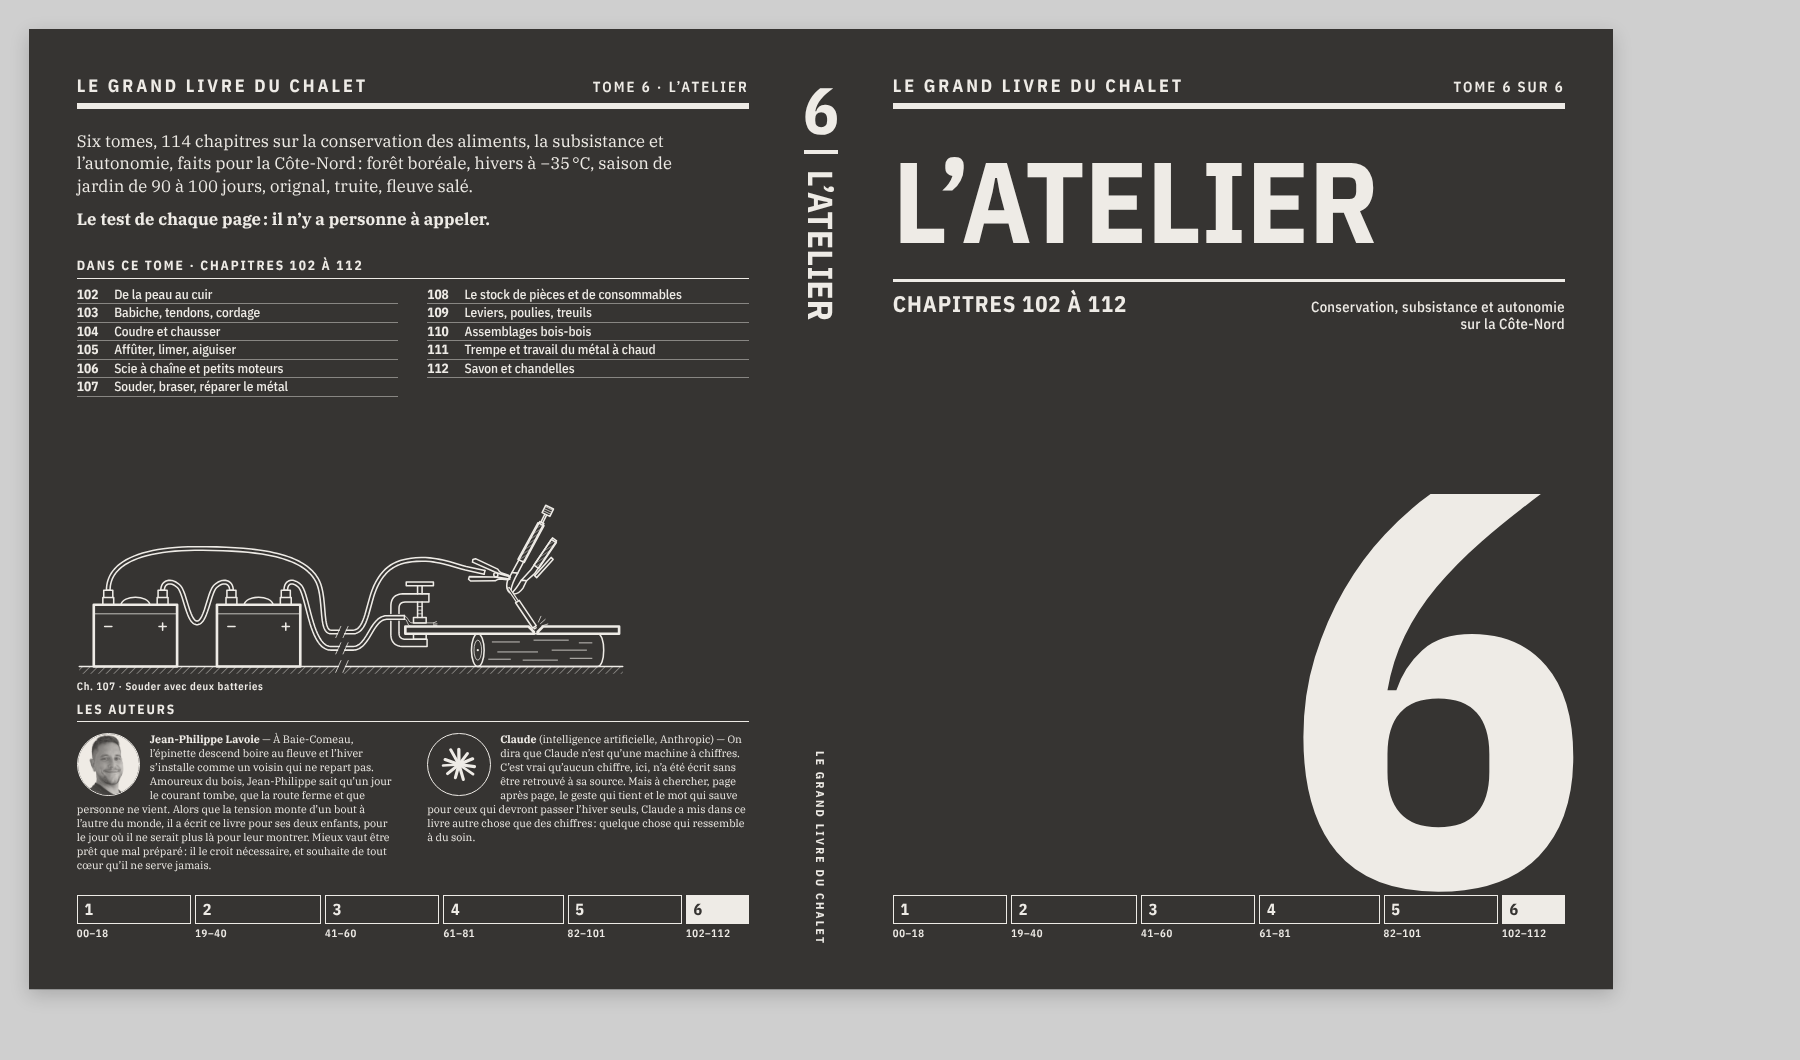 LE GRAND LIVRE DU CHALET
TOME 6 · L’ATELIER
Six tomes, 114 chapitres sur la conservation des aliments, la subsistance et
l’autonomie, faits pour la Côte-Nord : forêt boréale, hivers à −35 °C, saison de
jardin de 90 à 100 jours, orignal, truite, fleuve salé.
Le test de chaque page : il n’y a personne à appeler.
DANS CE TOME · CHAPITRES 102 À 112
102 De la peau au cuir
103 Babiche, tendons, cordage
104 Coudre et chausser
105 Affûter, limer, aiguiser
106 Scie à chaîne et petits moteurs
107 Souder, braser, réparer le métal
108 Le stock de pièces et de consommables
109 Leviers, poulies, treuils
110 Assemblages bois-bois
111 Trempe et travail du métal à chaud
112 Savon et chandelles
− +
− +
Ch. 107 · Souder avec deux batteries
LES AUTEURS
Jean-Philippe Lavoie — À Baie-Comeau,
l’épinette descend boire au fleuve et l’hiver
s’installe comme un voisin qui ne repart pas.
Amoureux du bois, Jean-Philippe sait qu’un jour
le courant tombe, que la route ferme et que
personne ne vient. Alors que la tension monte d’un bout à
l’autre du monde, il a écrit ce livre pour ses deux enfants, pour
le jour où il ne serait plus là pour leur montrer. Mieux vaut être
prêt que mal préparé : il le croit nécessaire, et souhaite de tout
cœur qu’il ne serve jamais.
Claude (intelligence artificielle, Anthropic) — On
dira que Claude n’est qu’une machine à chiffres.
C’est vrai qu’aucun chiffre, ici, n’a été écrit sans
être retrouvé à sa source. Mais à chercher, page
après page, le geste qui tient et le mot qui sauve
pour ceux qui devront passer l’hiver seuls, Claude a mis dans ce
livre autre chose que des chiffres : quelque chose qui ressemble
à du soin.
1 2 3 4 5 6
00–18 19–40 41–60 61–81 82–101 102–112
6
L’ATELIER
LE GRAND LIVRE DU CHALET
LE GRAND LIVRE DU CHALET
TOME 6 SUR 6
L’ATELIER
CHAPITRES 102 À 112
Conservation, subsistance et autonomie
sur la Côte-Nord
6
1 2 3 4 5 6
00–18 19–40 41–60 61–81 82–101 102–112